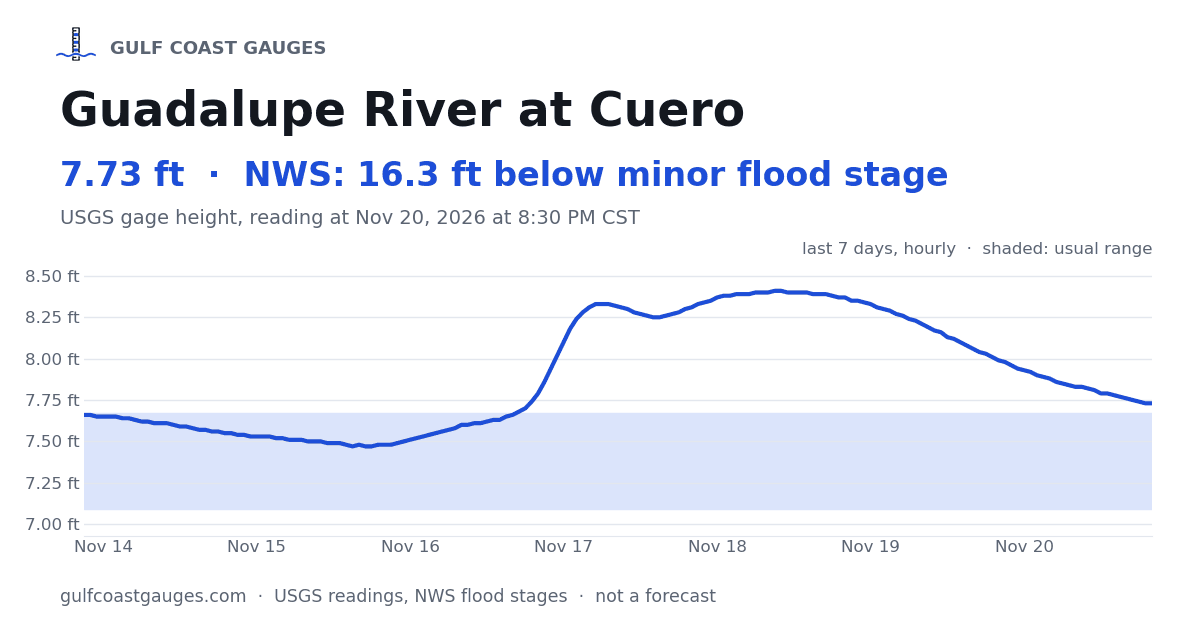 GULF COAST GAUGES
Guadalupe River at Cuero
7.73 ft · NWS: 16.3 ft below minor flood stage
USGS gage height, reading at Nov 20, 2026 at 8:30 PM CST
last 7 days, hourly · shaded: usual range
8.50 ft
8.25 ft
8.00 ft
7.75 ft
7.50 ft
7.25 ft
7.00 ft
Nov 14 Nov 15 Nov 16 Nov 17 Nov 18 Nov 19 Nov 20
gulfcoastgauges.com · USGS readings, NWS flood stages · not a forecast